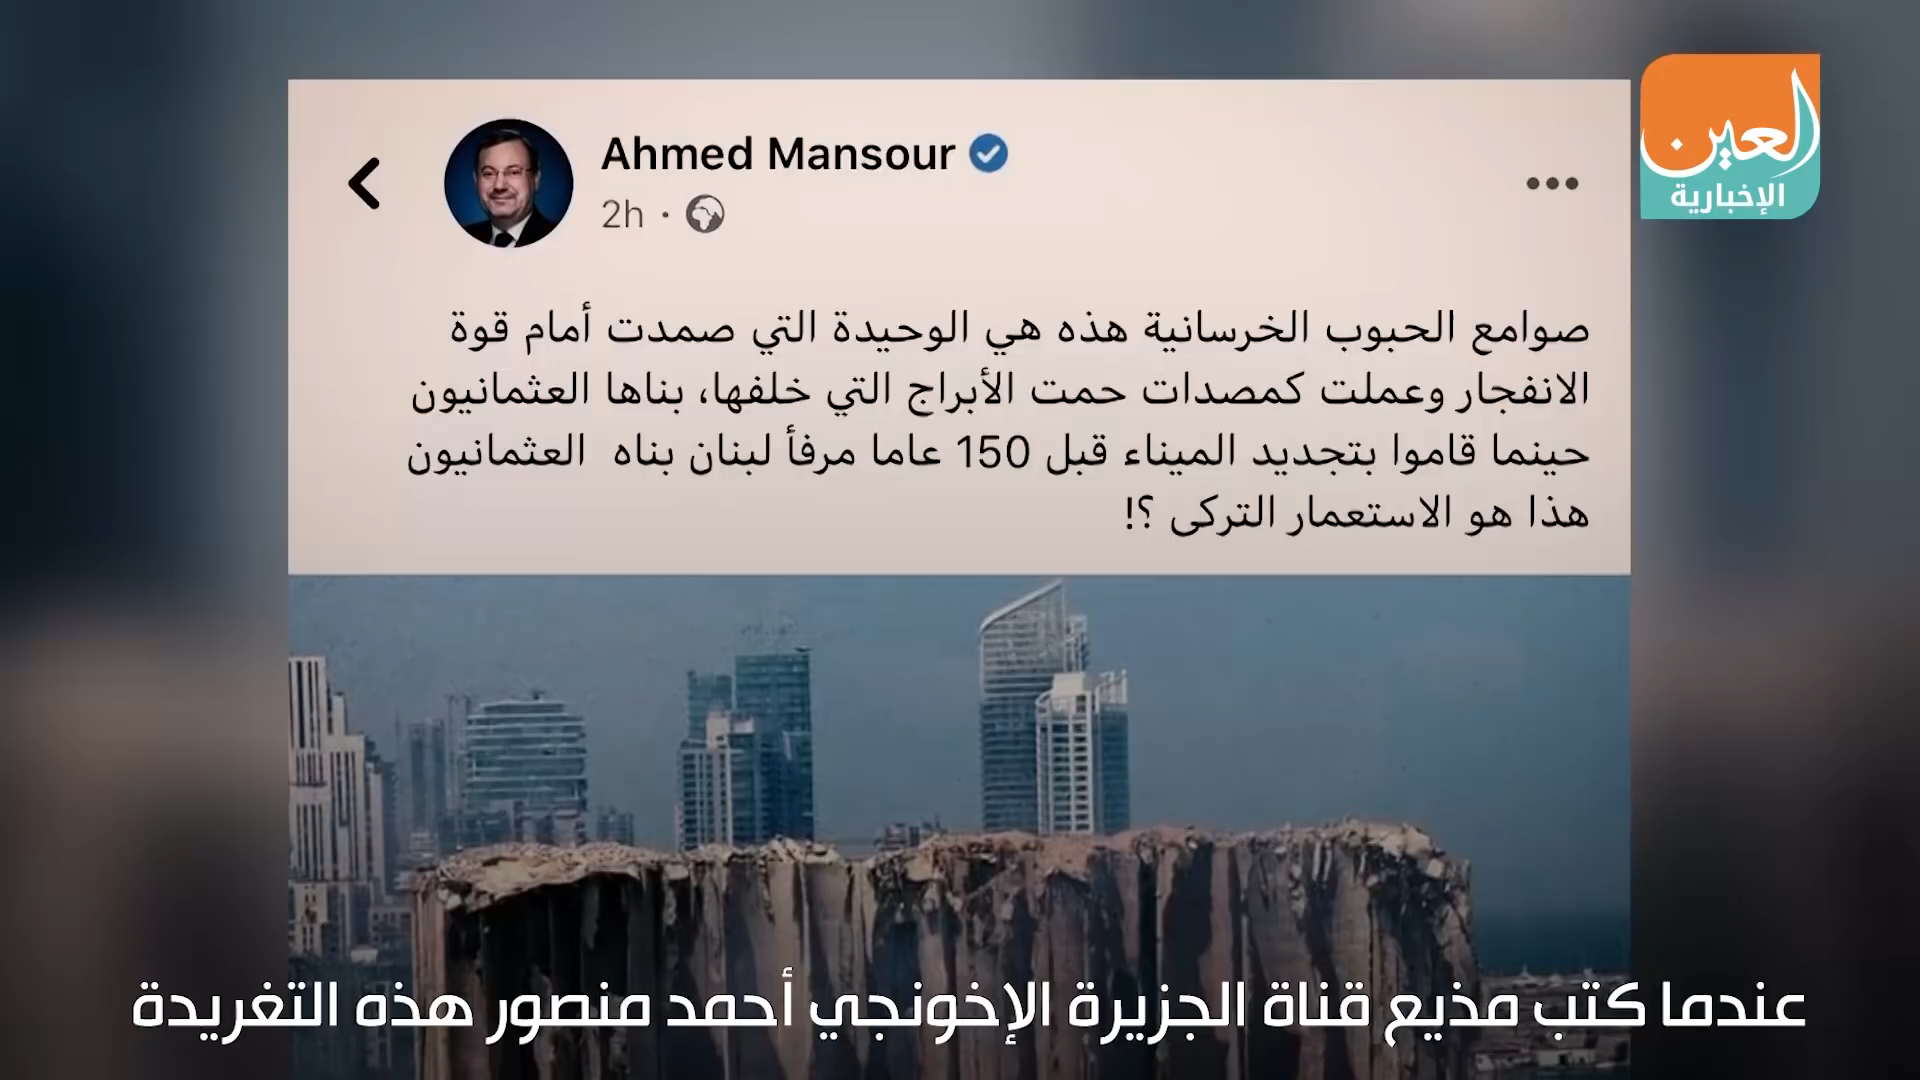 العين
الإخبارية
Ahmed Mansour
2h
صوامع الحبوب الخرسانية هذه هي الوحيدة التي صمدت أمام قوة
الانفجار وعملت كمصدات حمت الأبراج التي خلفها، بناها العثمانيون
حينما قاموا بتجديد الميناء قبل 150 عاما مرفأ لبنان بناه العثمانيون
هذا هو الاستعمار التركى ؟!
عندما كتب مذيع قناة الجزيرة الإخونجي أحمد منصور هذه التغريدة